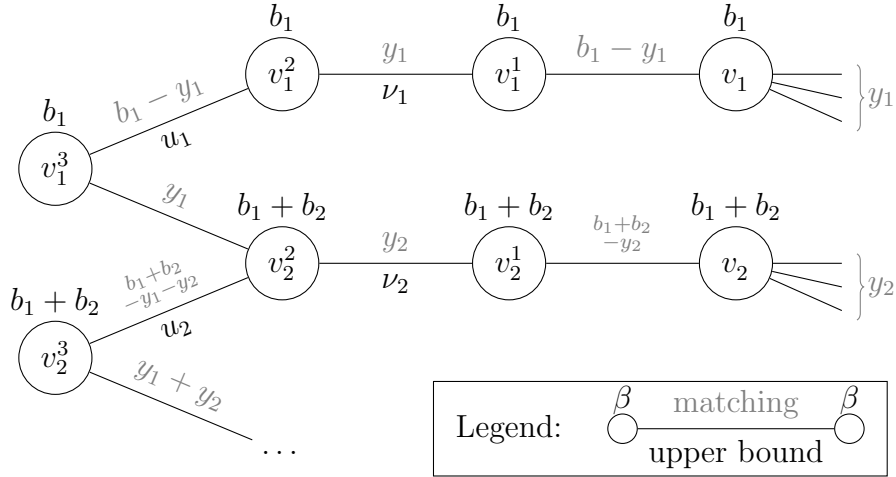 b₁ b₁ b₁
y₁ b₁ − y₁
v₁² v₁¹ v₁ y₁
ν₁
b₁ − y₁
b₁ u₁
v₁³
y₁
b₁ + b₂ b₁ + b₂ b₁ + b₂
y₂ b₁+b₂
−y₂
v₂² v₂¹ v₂ y₂
ν₂
b₁+b₂
−y₁−y₂
b₁ + b₂ u₂
v₂³
y₁ + y₂
...
β matching β
Legend:
upper bound